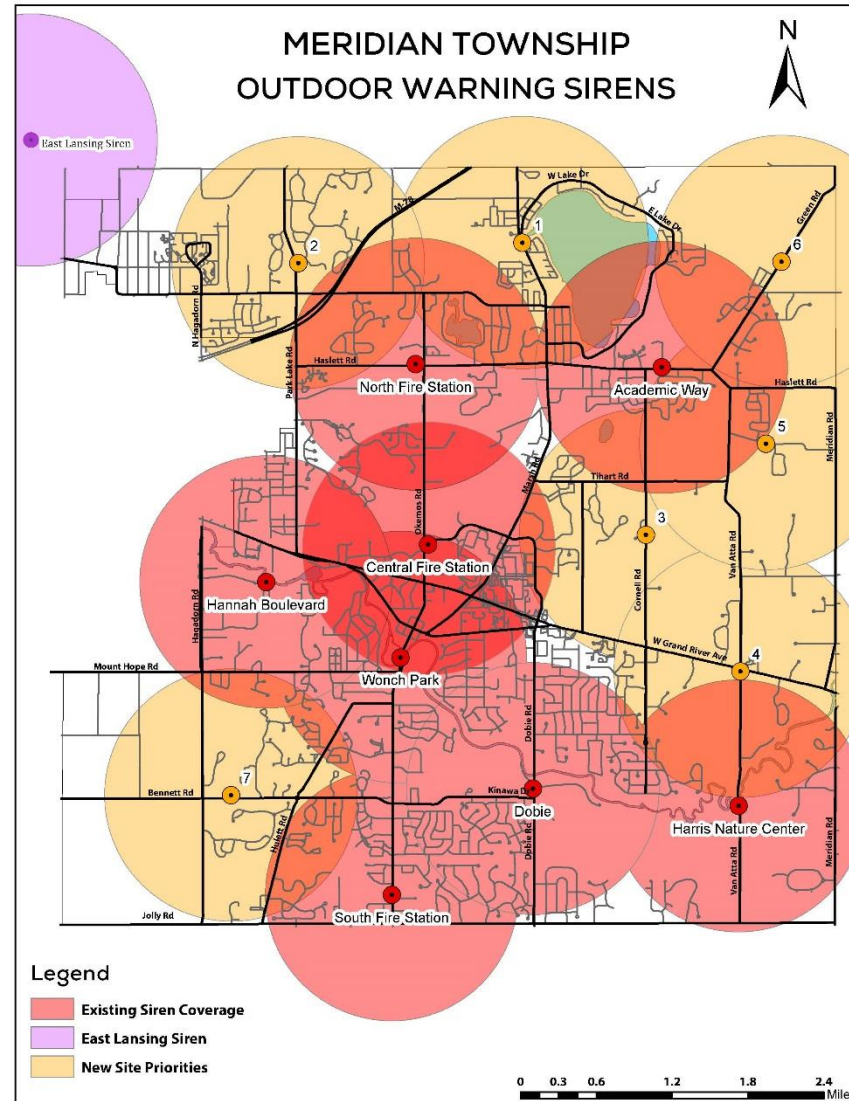 MERIDIAN TOWNSHIP
OUTDOOR WARNING SIRENS
N
East Lansing Siren
W Lake Dr
E Lake Dr
Green Rd
M-78
1
2
6
N Hagadorn Rd
Park Lake Rd
Haslett Rd
North Fire Station
Academic Way
Haslett Rd
Meridian Rd
5
Marsh Rd
Tihart Rd
Okemos Rd
3
Van Atta Rd
Central Fire Station
Hannah Boulevard
Cornell Rd
Hagadorn Rd
W Grand River Ave
4
Mount Hope Rd
Wonch Park
Dobie Rd
7
Bennett Rd
Kinawa Dr
Dobie
Harris Nature Center
Hulett Rd
Dobie Rd
Van Atta Rd
Meridian Rd
South Fire Station
Jolly Rd
Legend
Existing Siren Coverage
East Lansing Siren
New Site Priorities
0 0.3 0.6 1.2 1.8 2.4
Mile